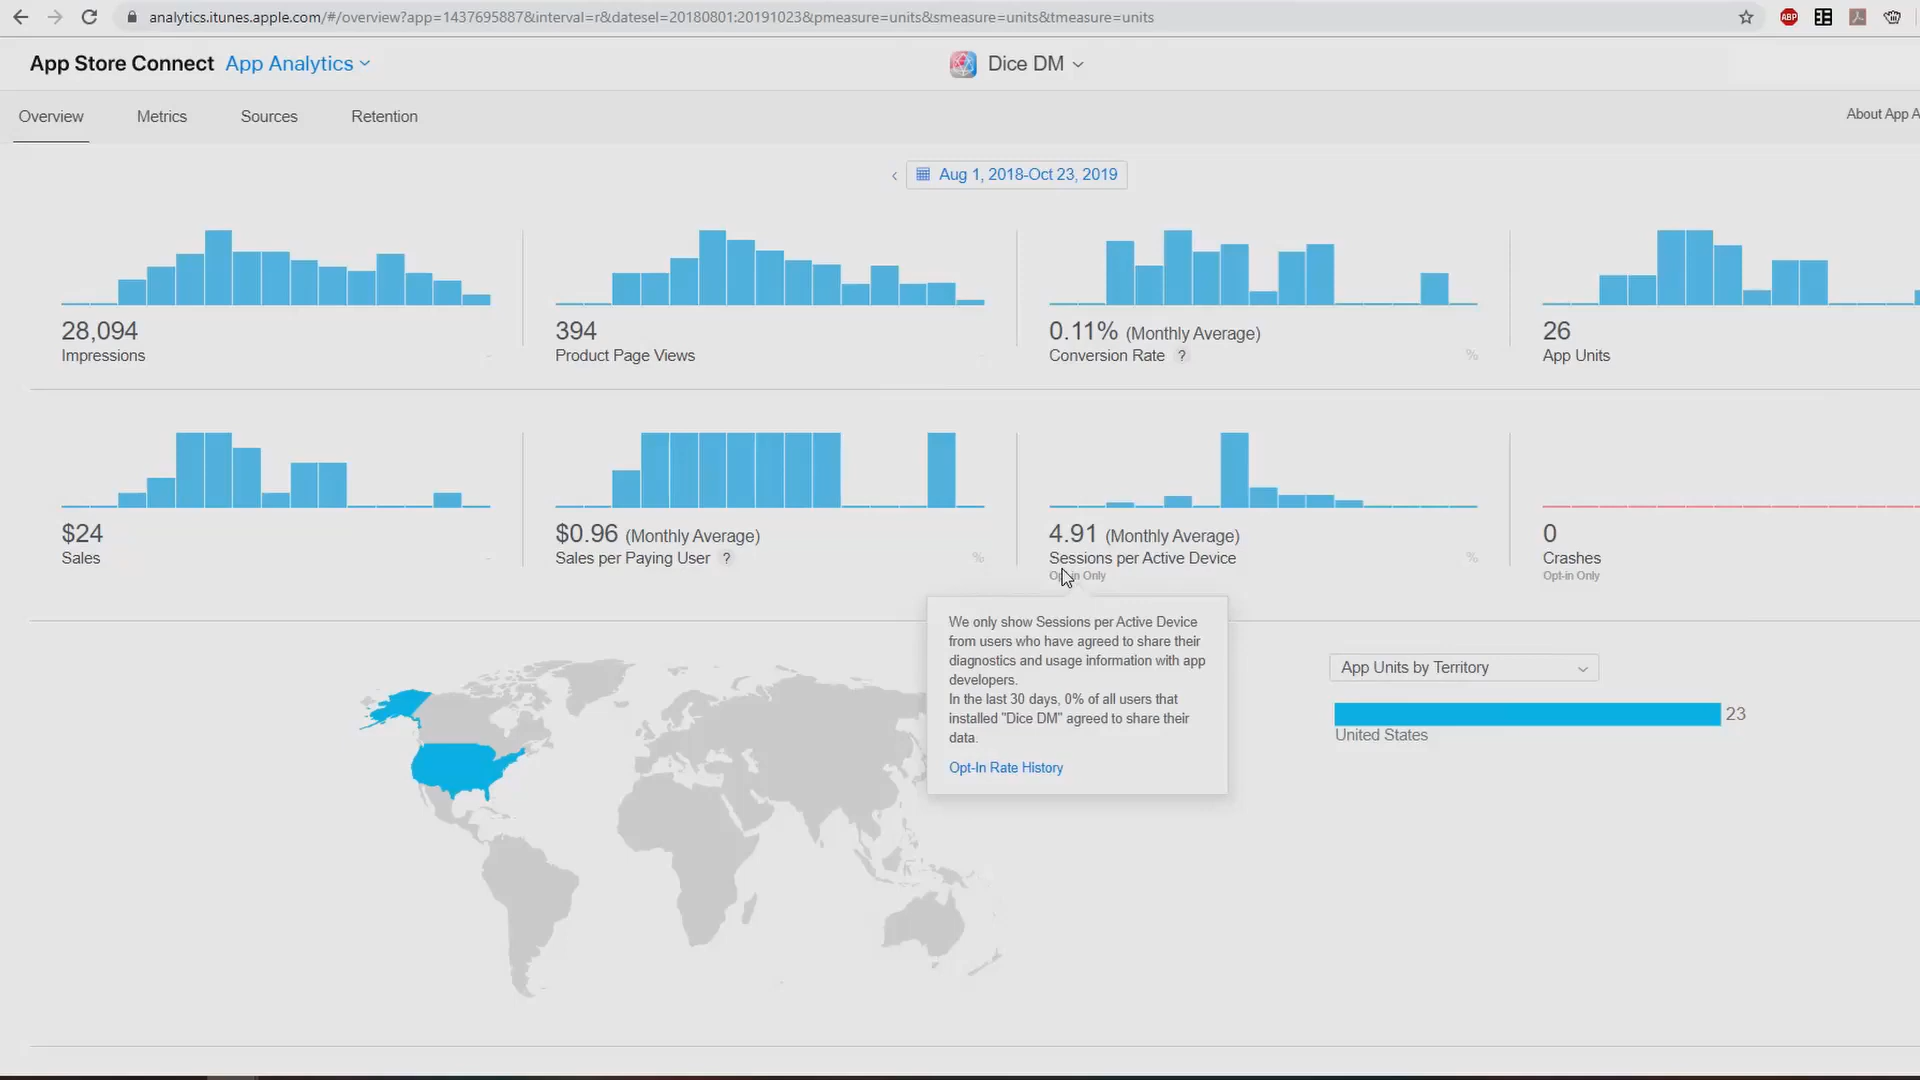 analytics.itunes.apple.com/#/overview?app=1437695887&interval=r&datesel=20180801:20191023&pmeasure=units&smeasure=units&tmeasure=units
ABP
App Store Connect App Analytics
Dice DM
Overview Metrics Sources Retention
About App A
Aug 1, 2018-Oct 23, 2019
28,094
Impressions
-
394
Product Page Views
-
0.11% (Monthly Average)
Conversion Rate ?
%
26
App Units
$24
Sales
-
$0.96 (Monthly Average)
Sales per Paying User ?
%
4.91 (Monthly Average)
Sessions per Active Device
%
Opt-in Only
0
Crashes
Opt-in Only
We only show Sessions per Active Device
from users who have agreed to share their
diagnostics and usage information with app
developers.
In the last 30 days, 0% of all users that
installed "Dice DM" agreed to share their
data.
Opt-In Rate History
App Units by Territory
23
United States